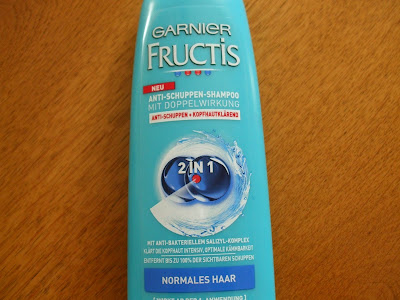 GARNIER
FRUCTIS
NEU
ANTI-SCHUPPEN-SHAMPOO
MIT DOPPELWIRKUNG
ANTI-SCHUPPEN + KOPFHAUTKLÄREND
2 IN 1
MIT ANTI-BAKTERIELLEM SALIZYL-KOMPLEX
KLÄRT DIE KOPFHAUT INTENSIV, OPTIMALE KÄMMBARKEIT
ENTFERNT BIS ZU 100% DER SICHTBAREN SCHUPPEN
NORMALES HAAR